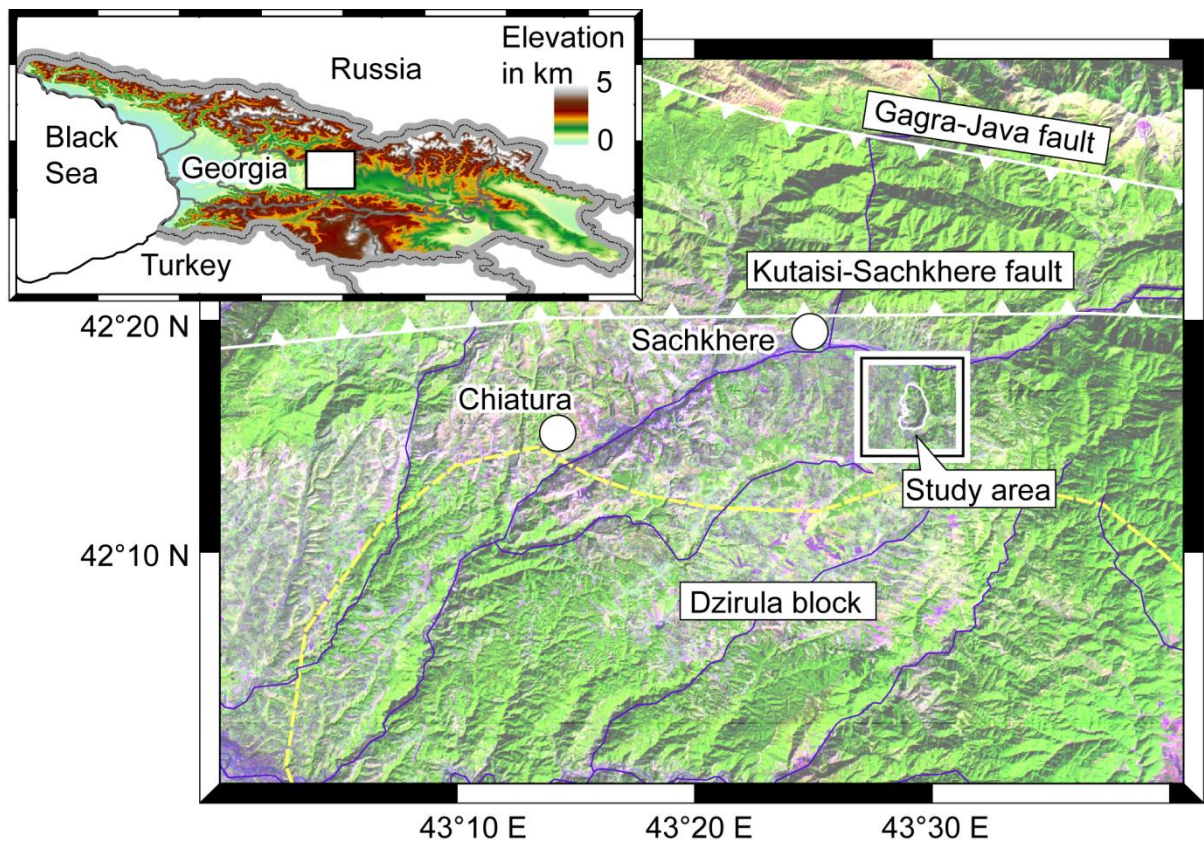 Elevation
in km
5
0
Russia
Black
Sea
Georgia
Turkey
Gagra-Java fault
Kutaisi-Sachkhere fault
42°20 N
Sachkhere
Chiatura
Study area
42°10 N
Dzirula block
43°10 E
43°20 E
43°30 E